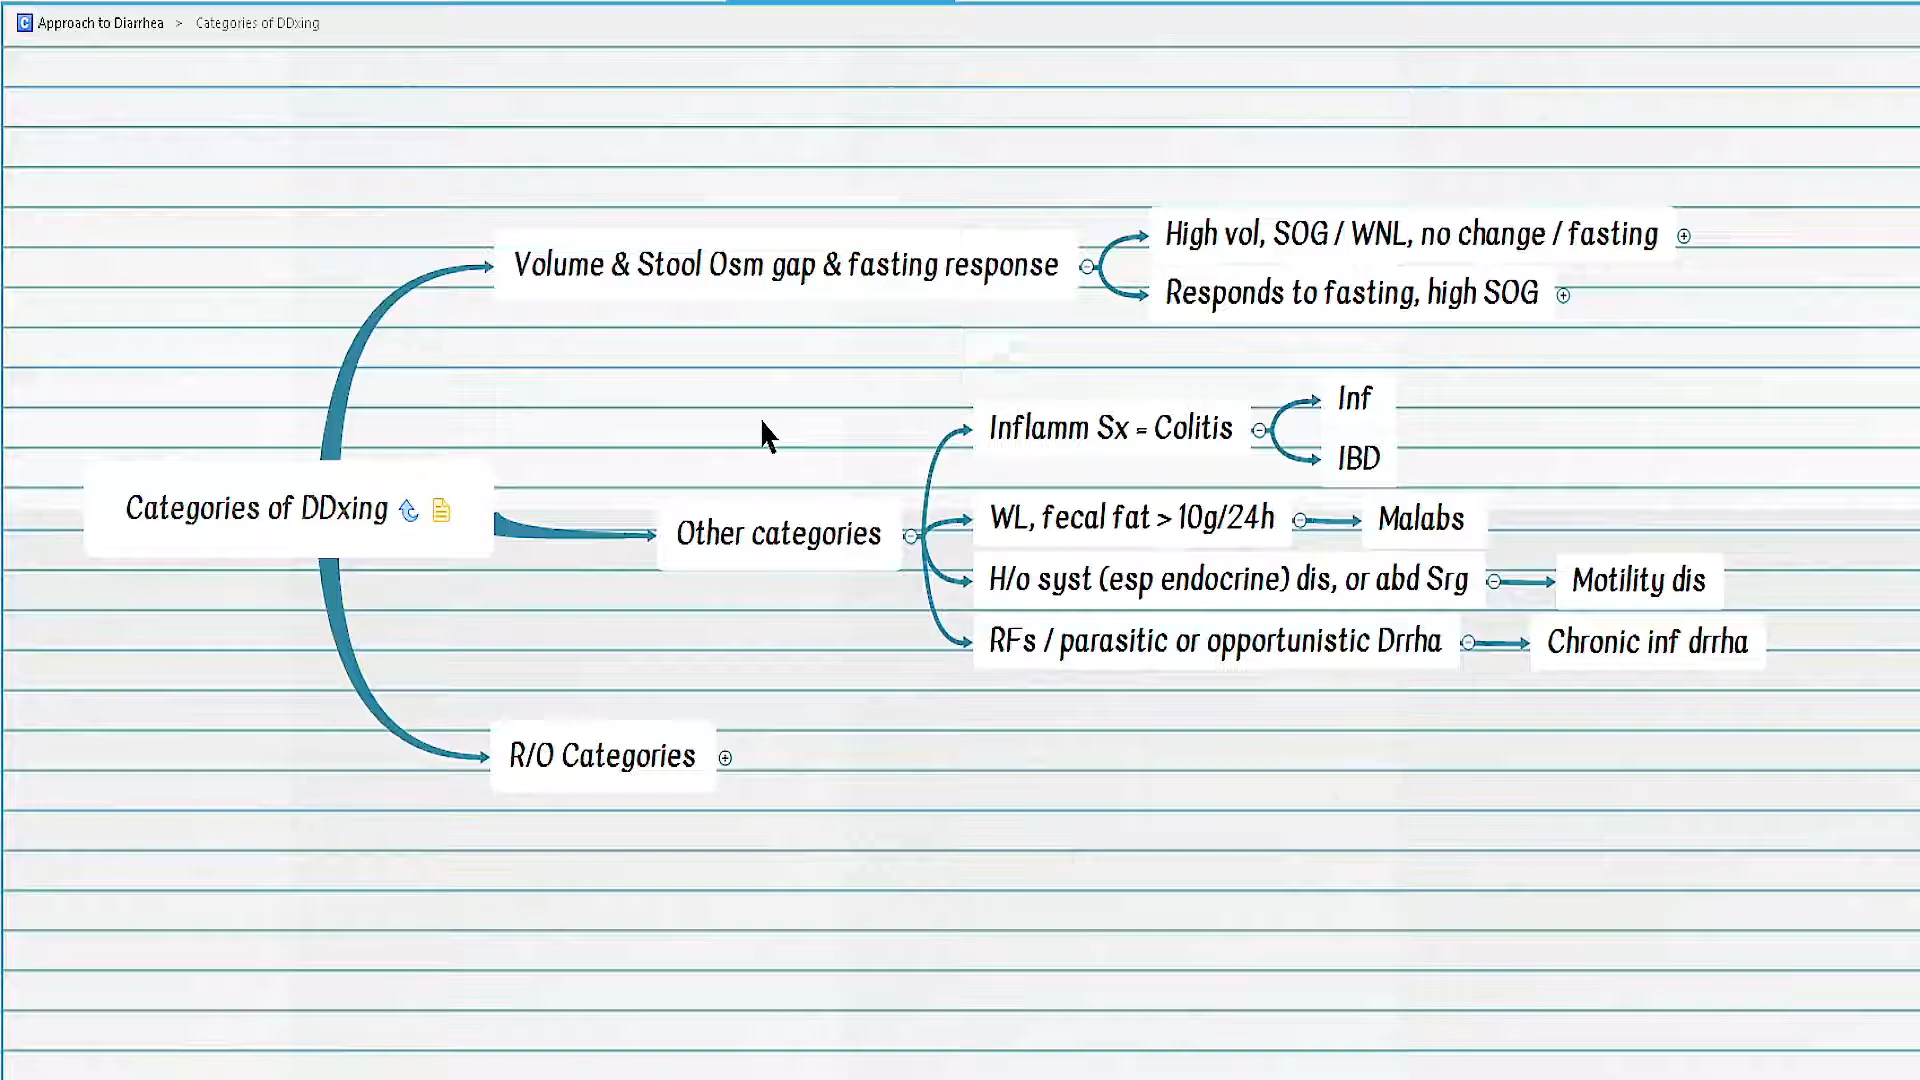 Approach to Diarrhea > Categories of DDxing
High vol, SOG / WNL, no change / fasting
Volume & Stool Osm gap & fasting response
Responds to fasting, high SOG
Inf
Inflamm Sx = Colitis
IBD
Categories of DDxing
WL, fecal fat > 10g/24h
Malabs
Other categories
H/o syst (esp endocrine) dis, or abd Srg
Motility dis
RFs / parasitic or opportunistic Drrha
Chronic inf drrha
R/O Categories